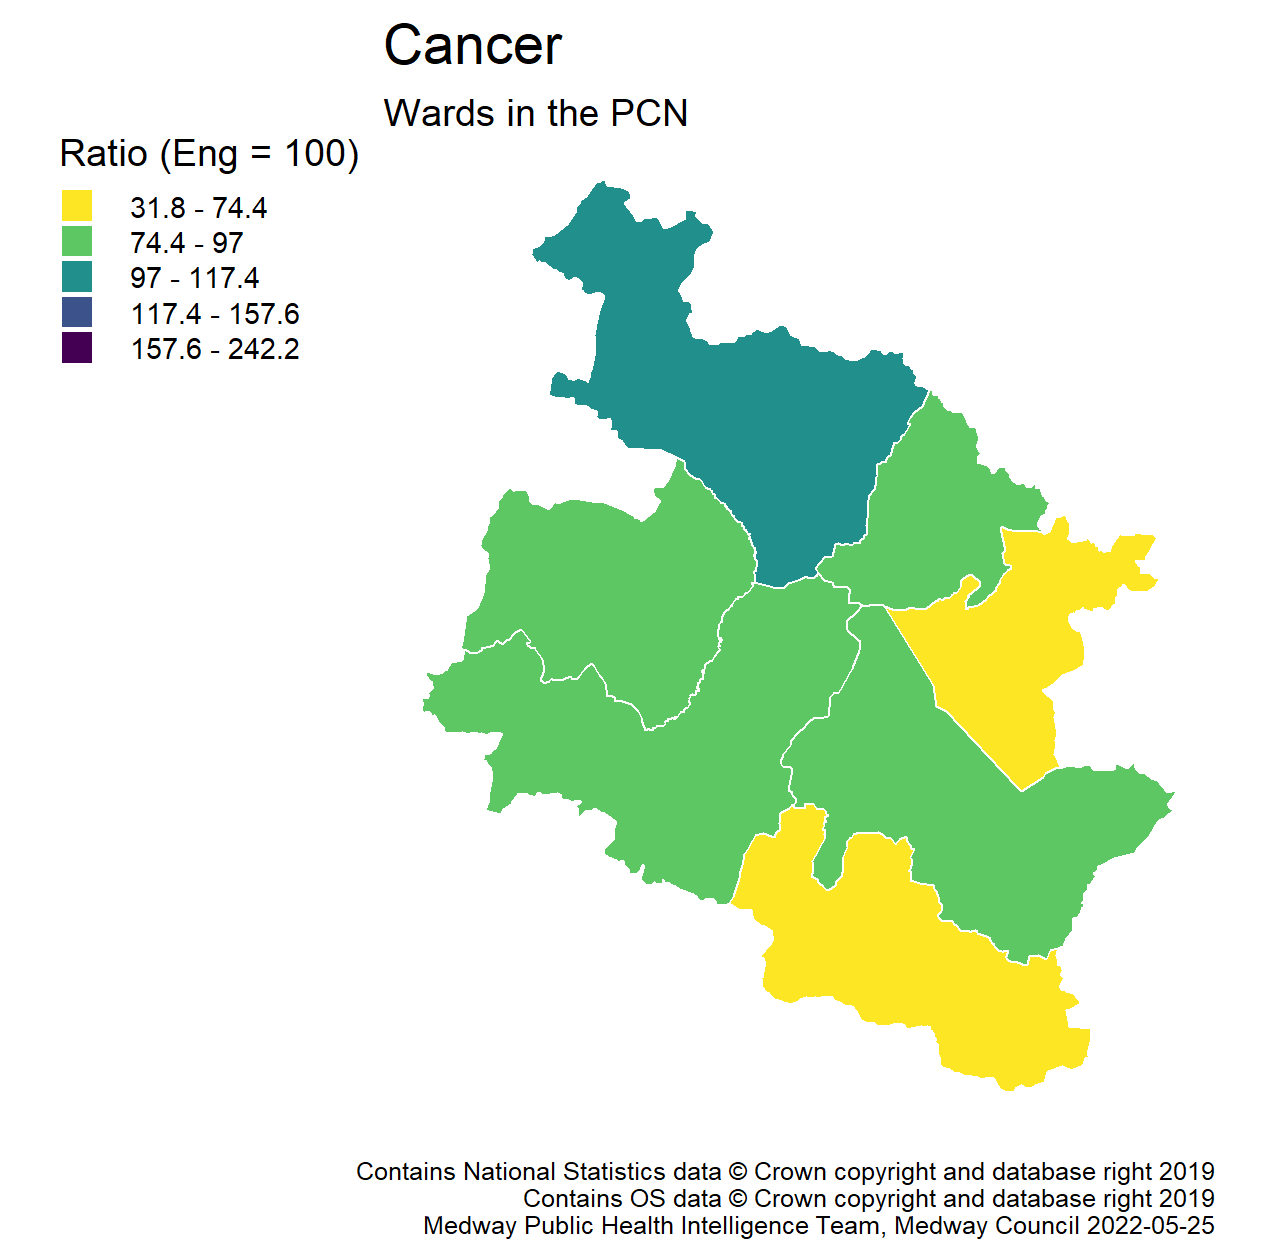 Cancer
Wards in the PCN
Ratio (Eng = 100)
31.8 - 74.4
74.4 - 97
97 - 117.4
117.4 - 157.6
157.6 - 242.2
Contains National Statistics data © Crown copyright and database right 2019
Contains OS data © Crown copyright and database right 2019
Medway Public Health Intelligence Team, Medway Council 2022-05-25